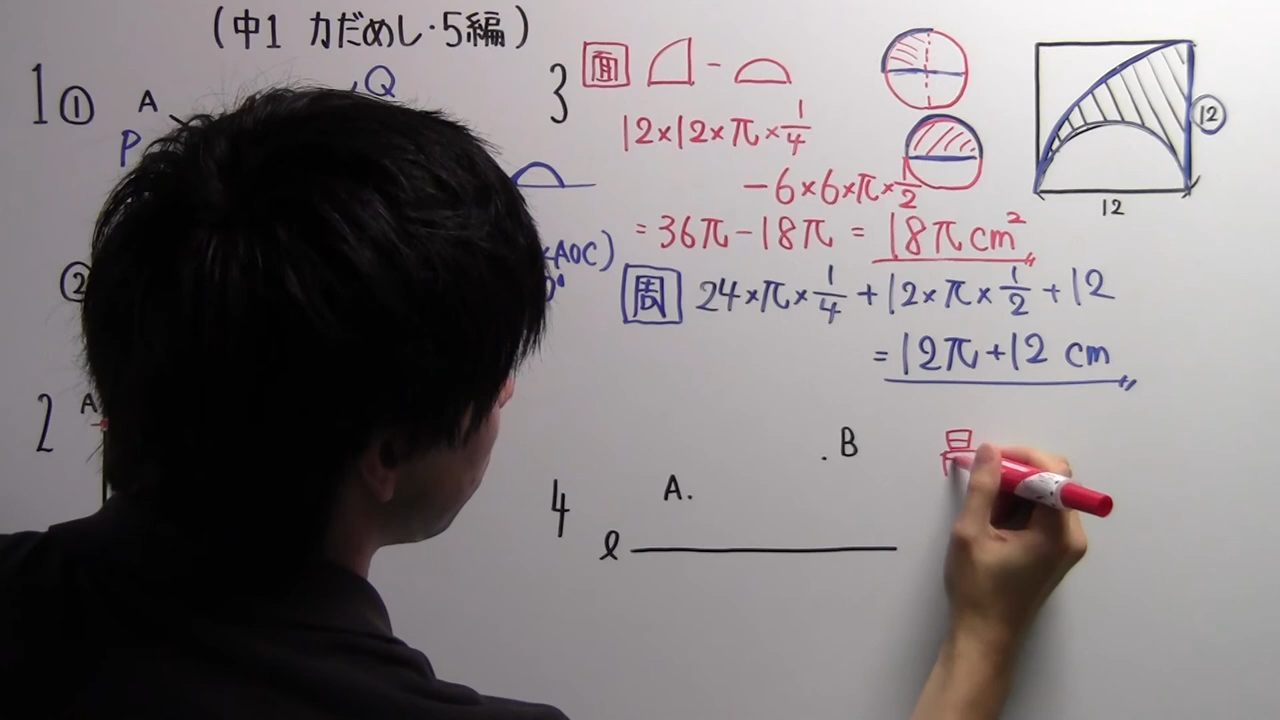 (中1 力だめし・5編)
1 ① A
Q
P
AOC)
②
2 A
3 面 -
12×12×π×1/4
-6×6×π×1/2
=36π-18π = 18πcm²
周 24×π×1/4+12×π×1/2+12
=12π+12 cm
12
12
4
A.
.B
ℓ